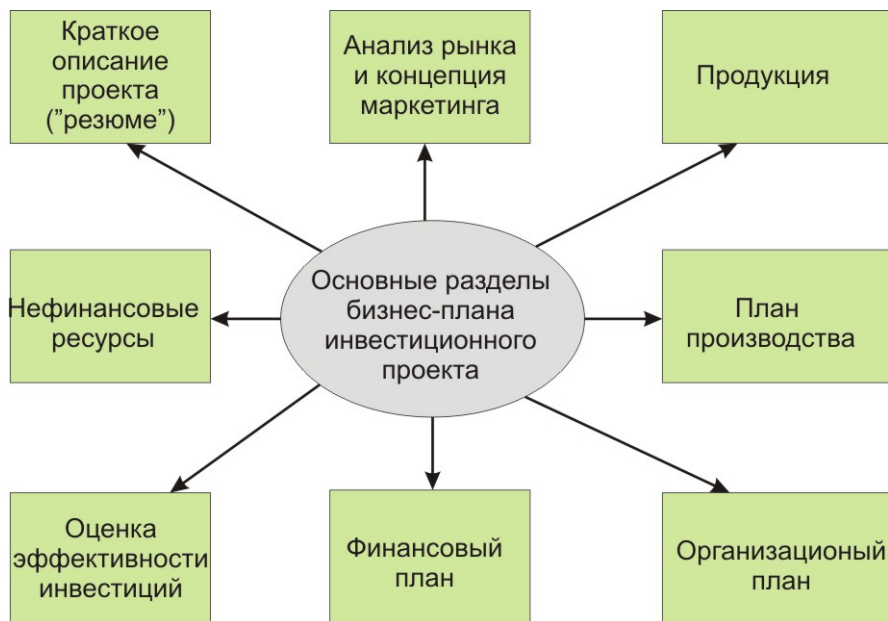 Краткое
описание
проекта
(”резюме”)
Анализ рынка
и концепция
маркетинга
Продукция
Нефинансовые
ресурсы
Основные разделы
бизнес-плана
инвестиционного
проекта
План
производства
Оценка
эффективности
инвестиций
Финансовый
план
Организационый
план